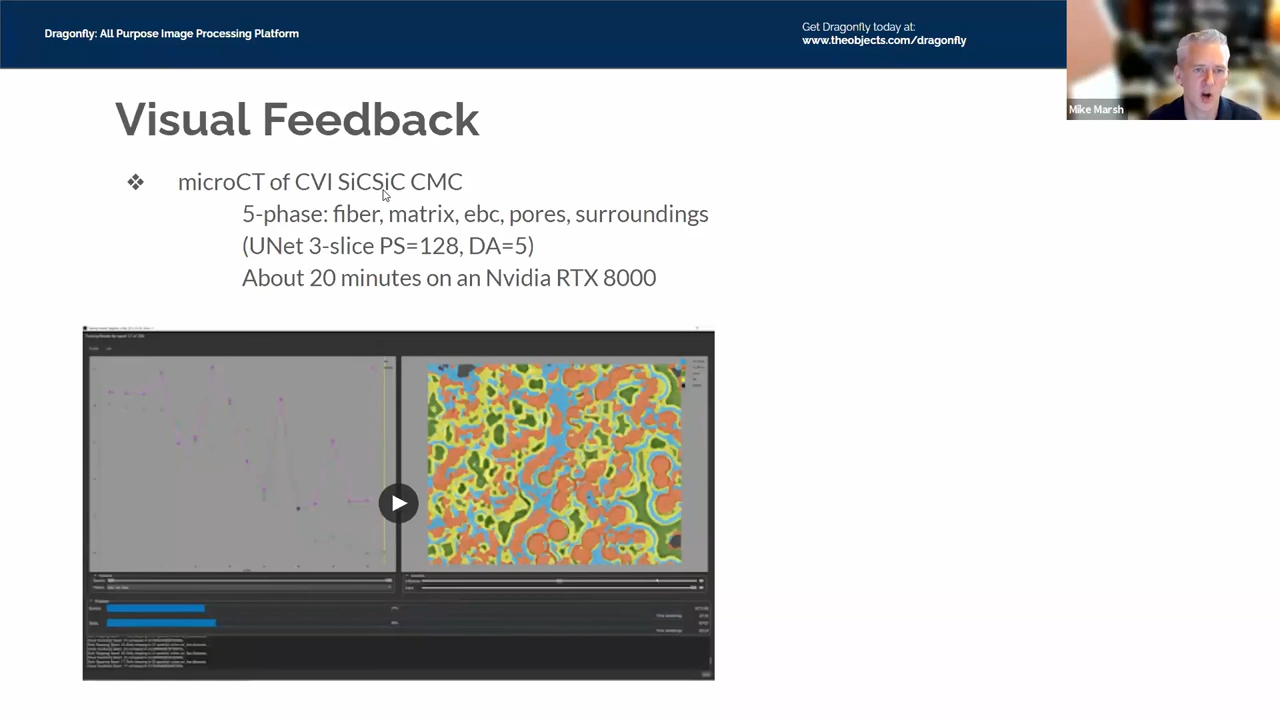 Dragonfly: All Purpose Image Processing Platform
Get Dragonfly today at:
www.theobjects.com/dragonfly
Mike Marsh
Visual Feedback
microCT of CVI SiCSiC CMC
5-phase: fiber, matrix, ebc, pores, surroundings
(UNet 3-slice PS=128, DA=5)
About 20 minutes on an Nvidia RTX 8000